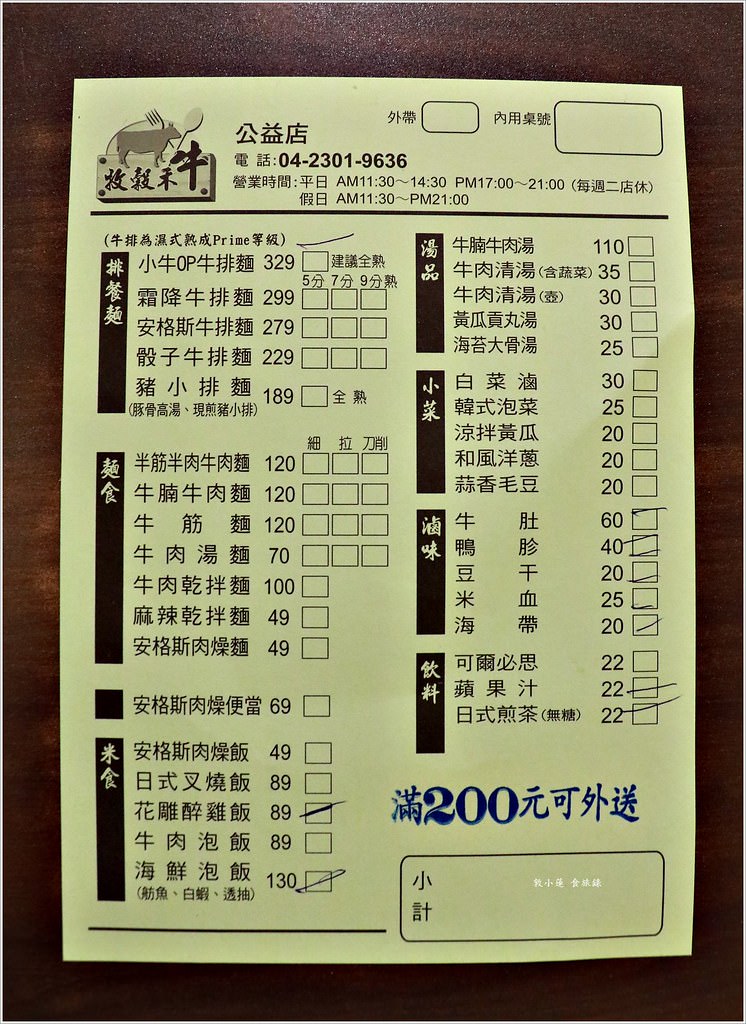 牧穀禾牛
公益店
外帶
內用桌號
電 話:04-2301-9636
營業時間:平日 AM11:30~14:30 PM17:00~21:00 (每週二店休)
假日 AM11:30~PM21:00
(牛排為濕式熟成Prime等級)
排餐麵
小牛OP牛排麵 329 建議全熟
5分 7分 9分熟
霜降牛排麵 299
安格斯牛排麵 279
骰子牛排麵 229
豬小排麵 189 全熟
(豚骨高湯、現煎豬小排)
麵食
細 拉 刀削
半筋半肉牛肉麵 120
牛腩牛肉麵 120
牛筋麵 120
牛肉湯麵 70
牛肉乾拌麵 100
麻辣乾拌麵 49
安格斯肉燥麵 49
安格斯肉燥便當 69
米食
安格斯肉燥飯 49
日式叉燒飯 89
花雕醉雞飯 89
牛肉泡飯 89
海鮮泡飯 130
(魴魚、白蝦、透抽)
湯品
牛腩牛肉湯 110
牛肉清湯(含蔬菜) 35
牛肉清湯(壺) 30
黃瓜貢丸湯 30
海苔大骨湯 25
小菜
白菜滷 30
韓式泡菜 25
涼拌黃瓜 20
和風洋蔥 20
蒜香毛豆 20
滷味
牛肚 60
鴨胗 40
豆干 20
米血 25
海帶 20
飲料
可爾必思 22
蘋果汁 22
日式煎茶(無糖) 22
滿200元可外送
小計
敦小蓮 食旅錄